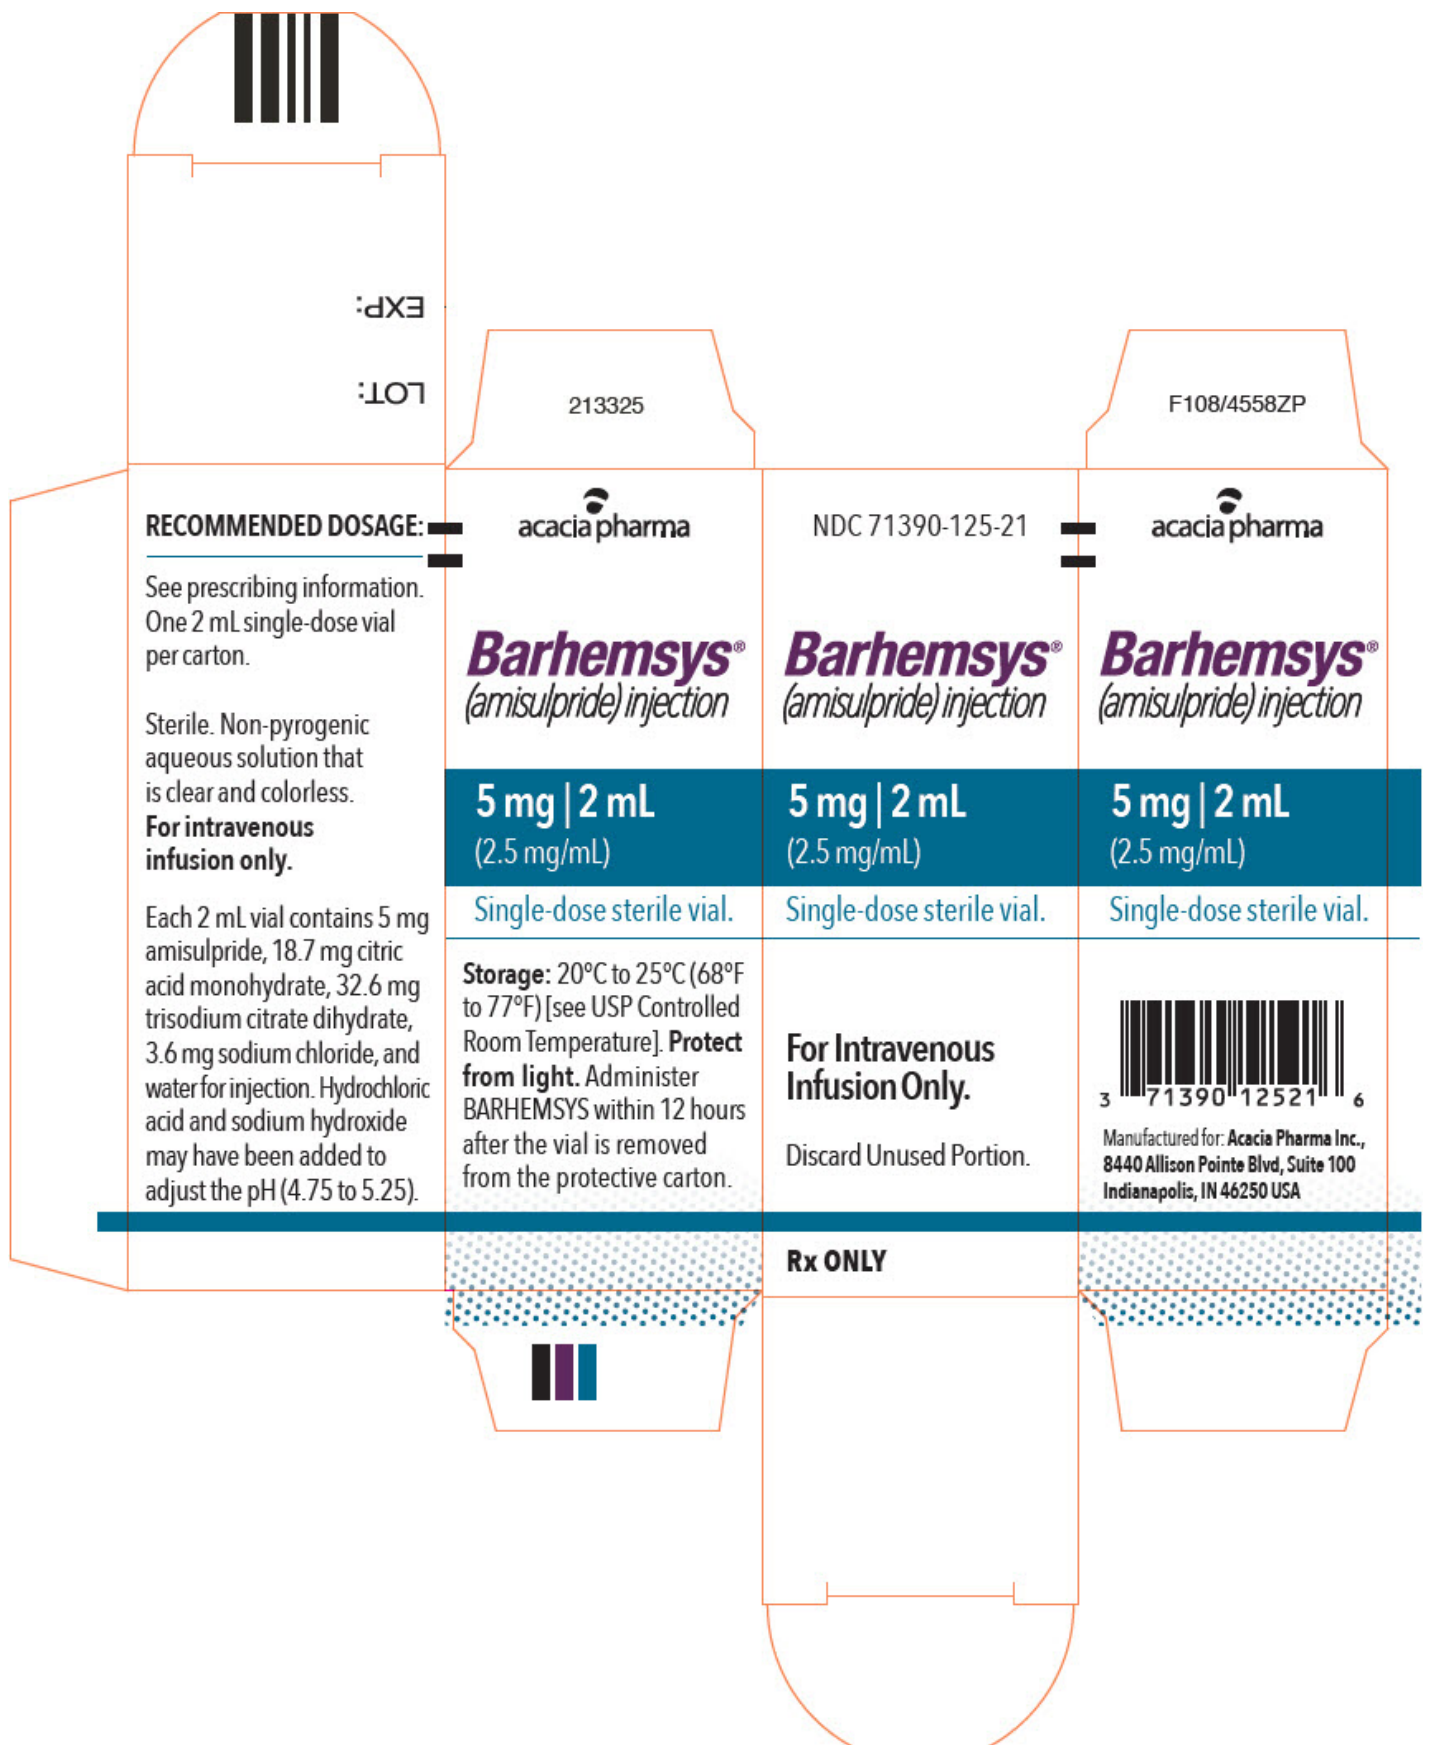 EXP:
LOT:
RECOMMENDED DOSAGE:
See prescribing information.
One 2 mL single-dose vial
per carton.
Sterile. Non-pyrogenic
aqueous solution that
is clear and colorless.
For intravenous
infusion only.
Each 2 mL vial contains 5 mg
amisulpride, 18.7 mg citric
acid monohydrate, 32.6 mg
trisodium citrate dihydrate,
3.6 mg sodium chloride, and
water for injection. Hydrochloric
acid and sodium hydroxide
may have been added to
adjust the pH (4.75 to 5.25).
213325
acacia pharma
Barhemsys®
(amisulpride) injection
5 mg | 2 mL
(2.5 mg/mL)
Single-dose sterile vial.
Storage: 20°C to 25°C (68°F
to 77°F) [see USP Controlled
Room Temperature]. Protect
from light. Administer
BARHEMSYS within 12 hours
after the vial is removed
from the protective carton.
NDC 71390-125-21
Barhemsys®
(amisulpride) injection
5 mg | 2 mL
(2.5 mg/mL)
Single-dose sterile vial.
For Intravenous
Infusion Only.
Discard Unused Portion.
Rx ONLY
F108/4558ZP
acacia pharma
Barhemsys®
(amisulpride) injection
5 mg | 2 mL
(2.5 mg/mL)
Single-dose sterile vial.
3 71390 12521 6
Manufactured for: Acacia Pharma Inc.,
8440 Allison Pointe Blvd, Suite 100
Indianapolis, IN 46250 USA